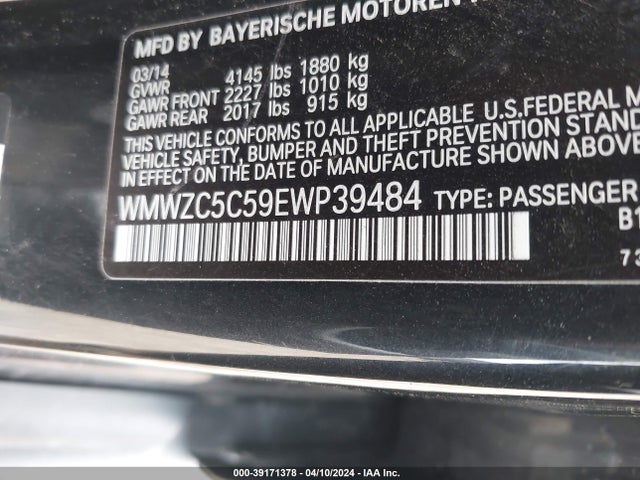 MFD BY BAYERISCHE MOTOREN
03/14
GVWR 4145 lbs 1880 kg
GAWR FRONT 2227 lbs 1010 kg
GAWR REAR 2017 lbs 915 kg
THIS VEHICLE CONFORMS TO ALL APPLICABLE U.S.FEDERAL M
VEHICLE SAFETY, BUMPER AND THEFT PREVENTION STAND
IN EFFECT ON THE DATE OF MANUFACTURE SHOWN ABOVE
WMWZC5C59EWP39484 TYPE: PASSENGER
B1
73
000-39171378 - 04/10/2024 - IAA Inc.